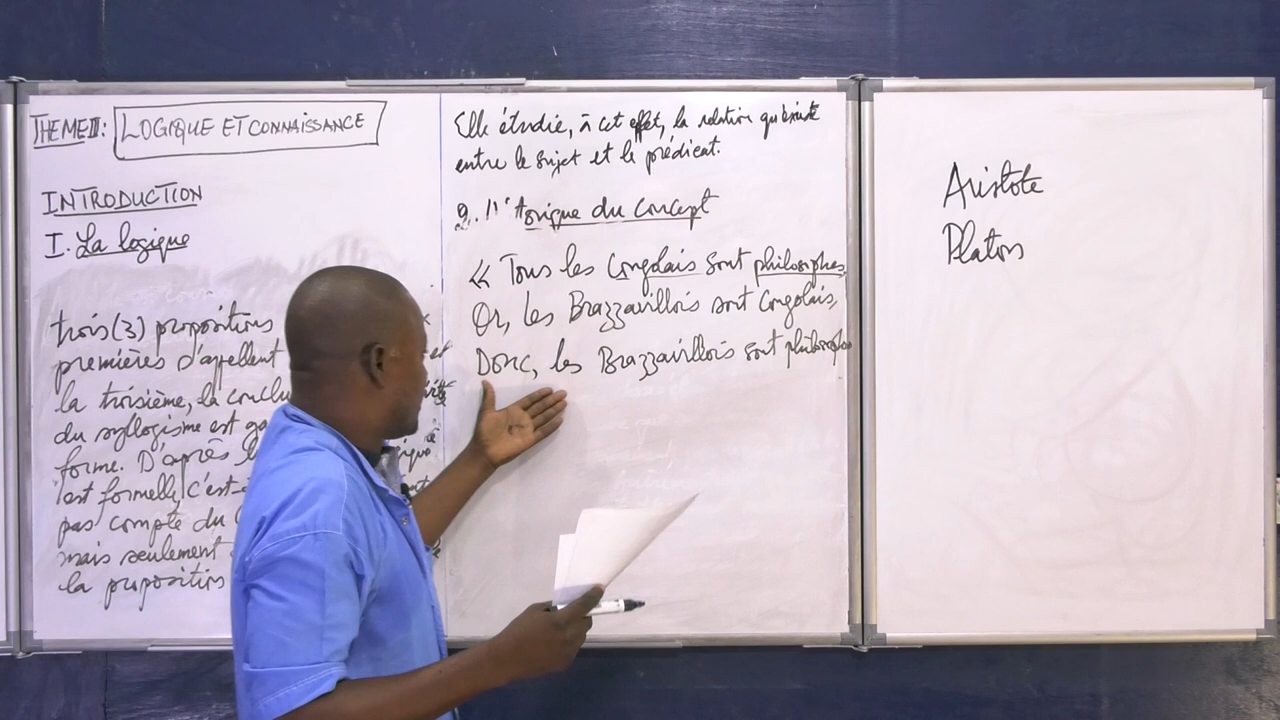 THEME II: LOGIQUE ET CONNAISSANCE
INTRODUCTION
I. La logique
trois (3) propositions
premières s'appellent
la troisième, la conclu
du syllogisme est ga
forme. D'après
est formelle, c'est-
pas compte du
mais seulement
la proposition
Elle étudie, à cet effet, la relation qu'existe
entre le sujet et le prédicat.
2. du Concept
« Tous les Congolais sont philosophes,
Or, les Brazzavillois sont Congolais,
Donc, les Brazzavillois sont philosophes
Aristote
Platon